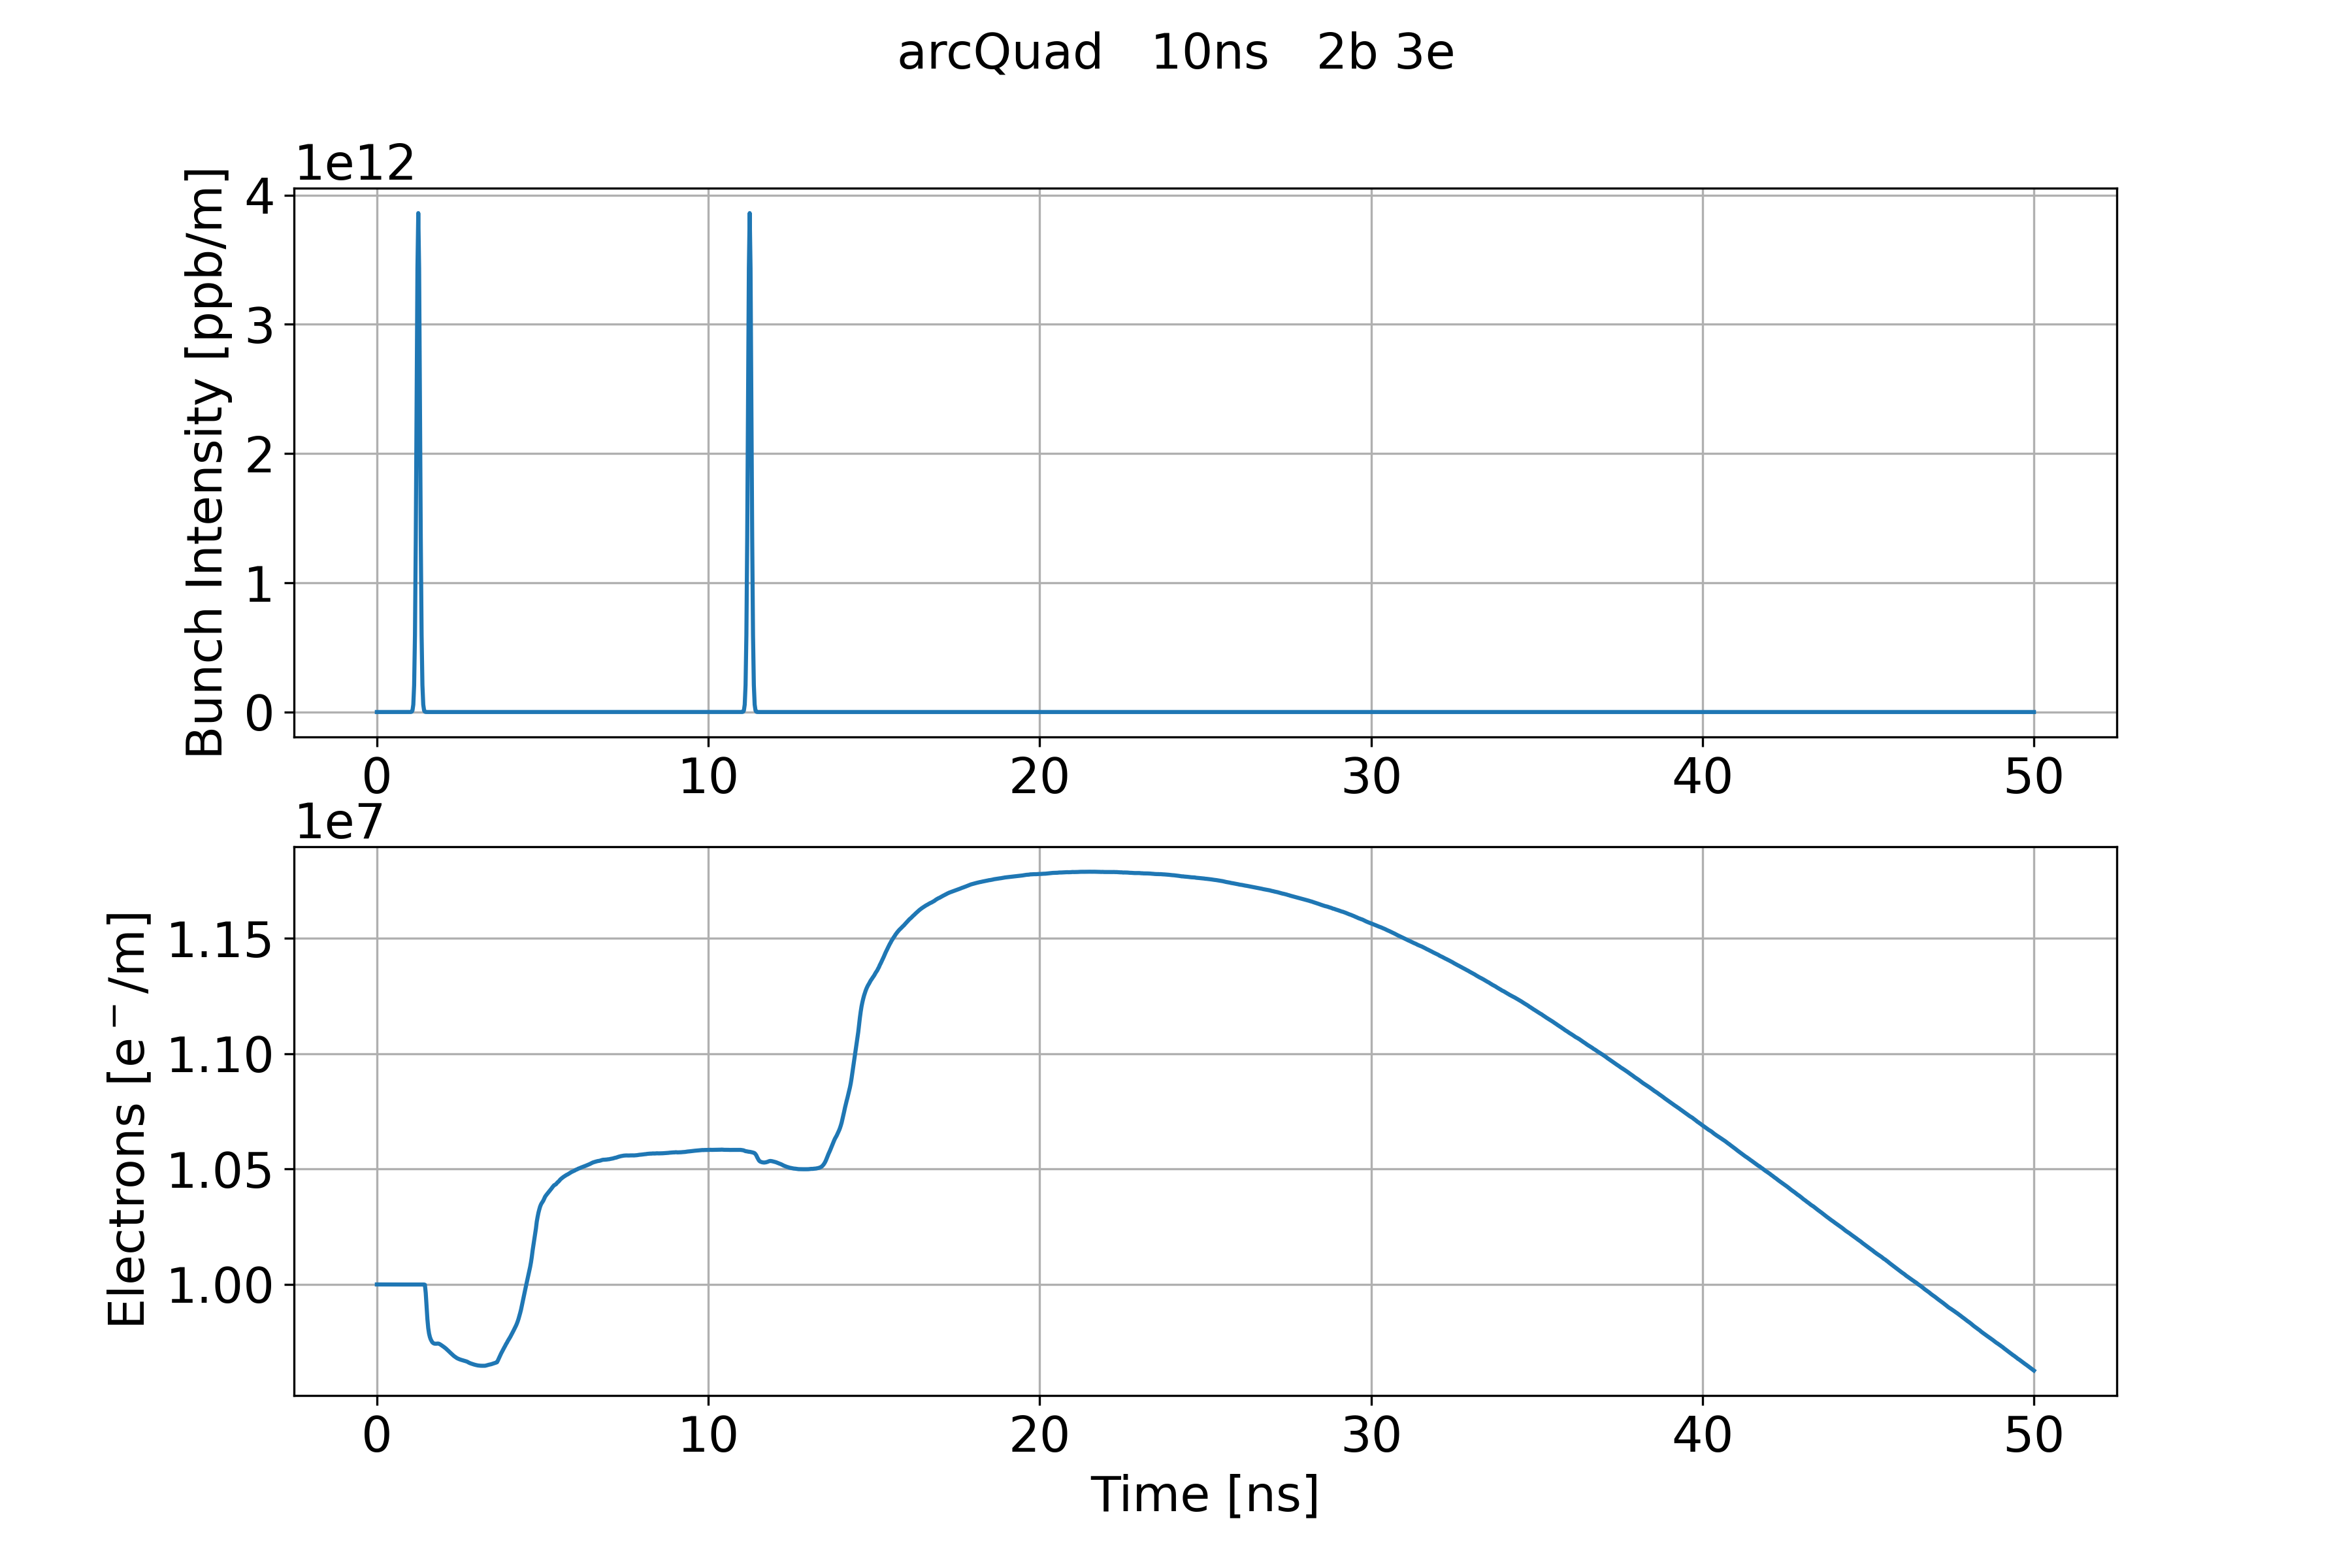 arcQuad 10ns 2b 3e
1e12
Bunch Intensity [ppb/m]
4
3
2
1
0
0 10 20 30 40 50
1e7
Electrons [e⁻/m]
1.15
1.10
1.05
1.00
0 10 20 30 40 50
Time [ns]